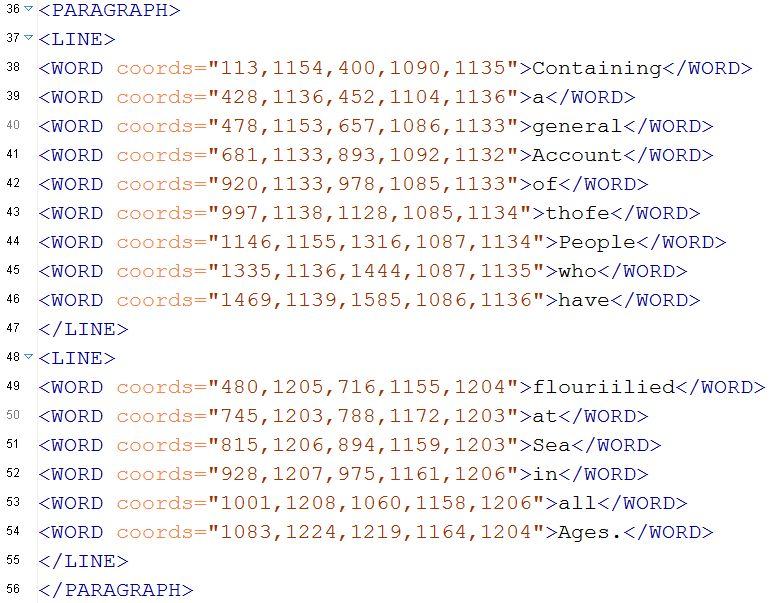 36 <PARAGRAPH>
37 <LINE>
38 <WORD coords="113,1154,400,1090,1135">Containing</WORD>
39 <WORD coords="428,1136,452,1104,1136">a</WORD>
40 <WORD coords="478,1153,657,1086,1133">general</WORD>
41 <WORD coords="681,1133,893,1092,1132">Account</WORD>
42 <WORD coords="920,1133,978,1085,1133">of</WORD>
43 <WORD coords="997,1138,1128,1085,1134">thofe</WORD>
44 <WORD coords="1146,1155,1316,1087,1134">People</WORD>
45 <WORD coords="1335,1136,1444,1087,1135">who</WORD>
46 <WORD coords="1469,1139,1585,1086,1136">have</WORD>
47 </LINE>
48 <LINE>
49 <WORD coords="480,1205,716,1155,1204">flouriilied</WORD>
50 <WORD coords="745,1203,788,1172,1203">at</WORD>
51 <WORD coords="815,1206,894,1159,1203">Sea</WORD>
52 <WORD coords="928,1207,975,1161,1206">in</WORD>
53 <WORD coords="1001,1208,1060,1158,1206">all</WORD>
54 <WORD coords="1083,1224,1219,1164,1204">Ages.</WORD>
55 </LINE>
56 </PARAGRAPH>